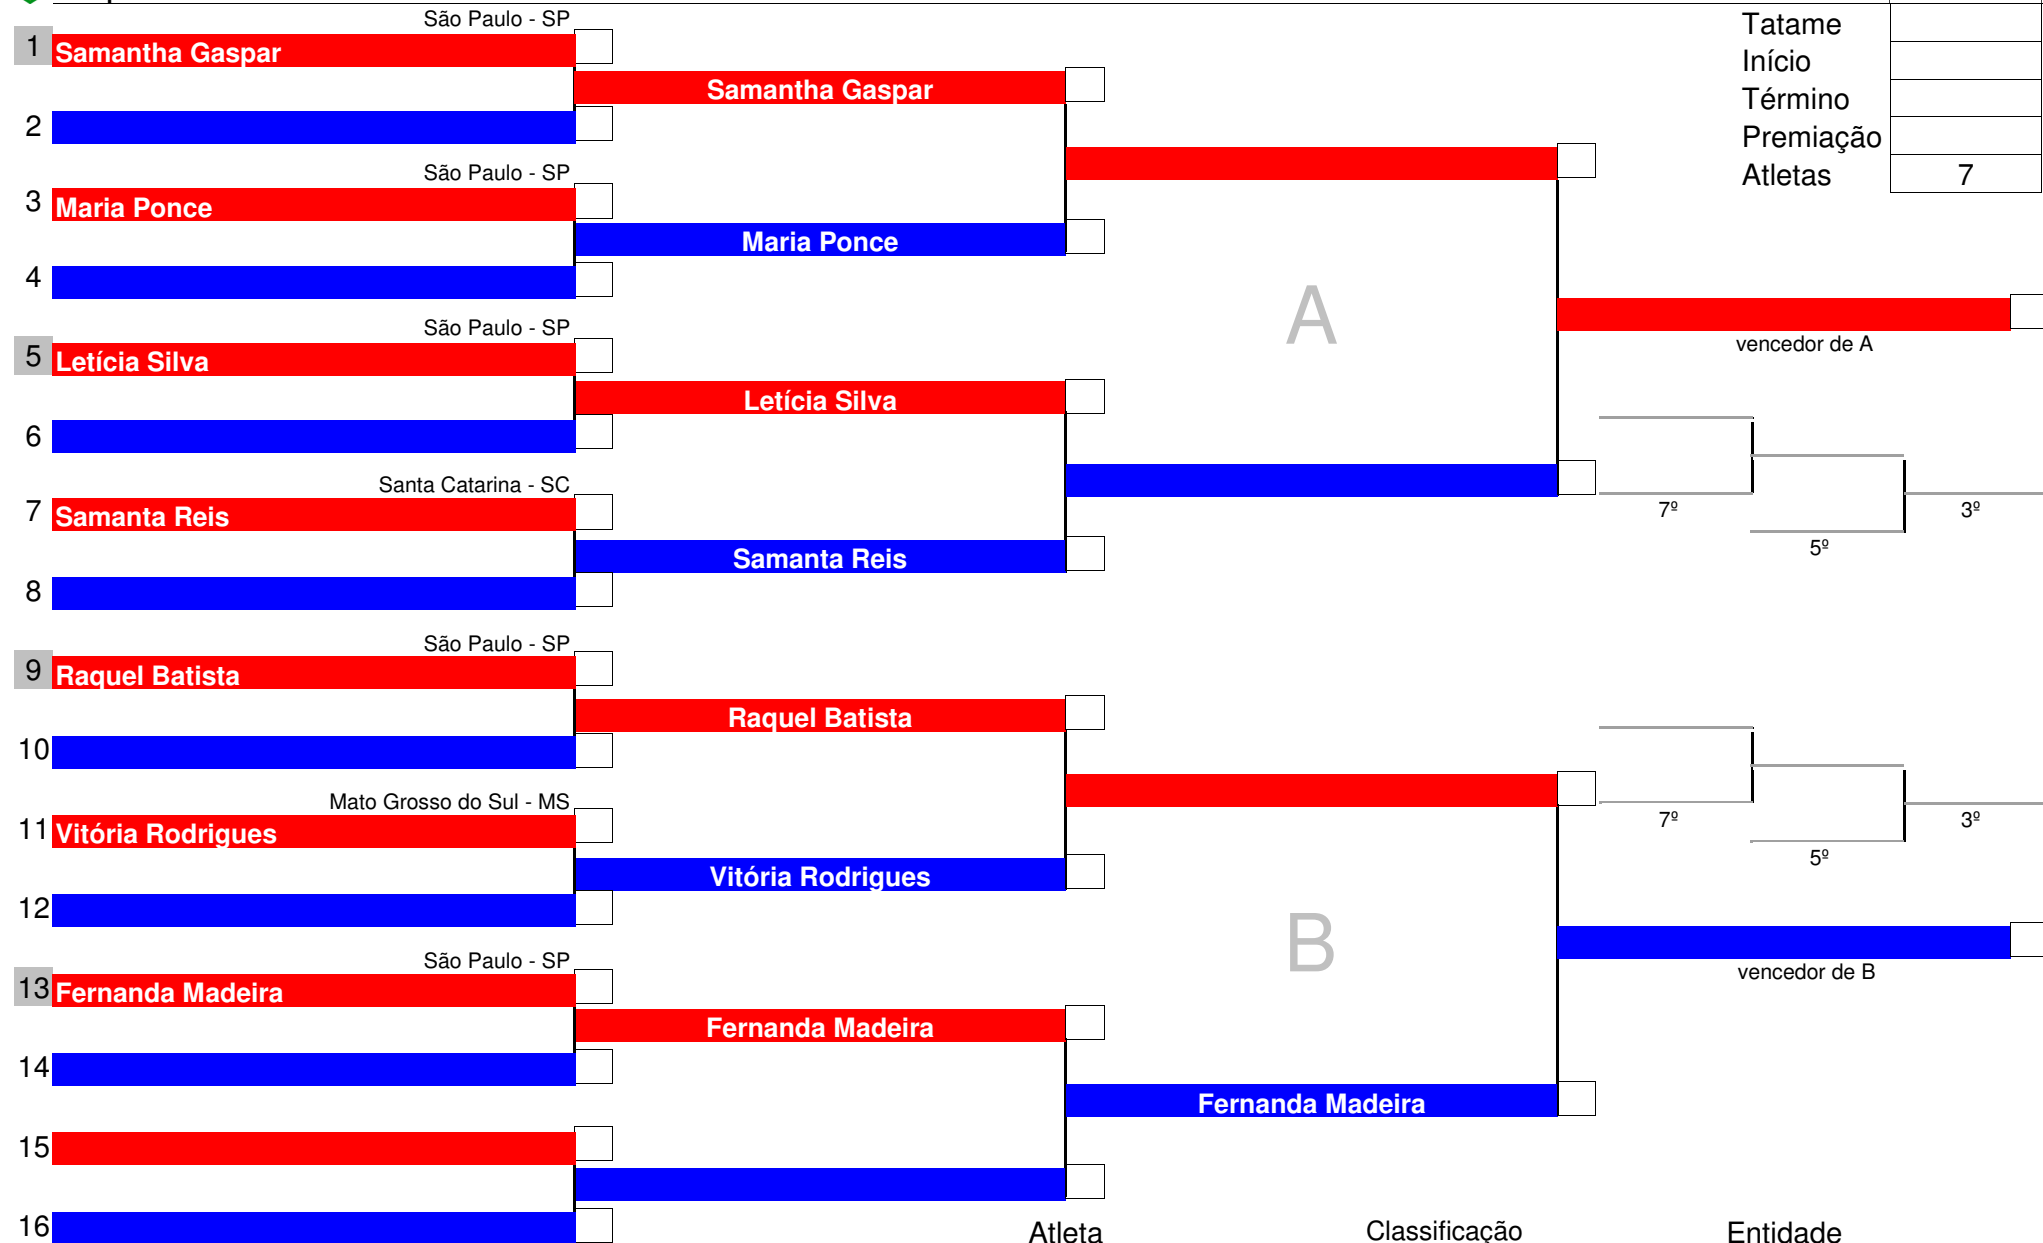 São Paulo - SP
Tatame
1 Samantha Gaspar
Início
Samantha Gaspar
Término
2
Premiação
São Paulo - SP
Atletas 7
3 Maria Ponce
Maria Ponce
4
A
São Paulo - SP
vencedor de A
5 Letícia Silva
Letícia Silva
6
Santa Catarina - SC
7 Samanta Reis
7º 3º
5º
Samanta Reis
8
São Paulo - SP
9 Raquel Batista
Raquel Batista
10
Mato Grosso do Sul - MS
11 Vitória Rodrigues
7º 3º
5º
Vitória Rodrigues
12
B
São Paulo - SP
vencedor de B
13 Fernanda Madeira
Fernanda Madeira
14
Fernanda Madeira
15
16
Atleta Classificação Entidade